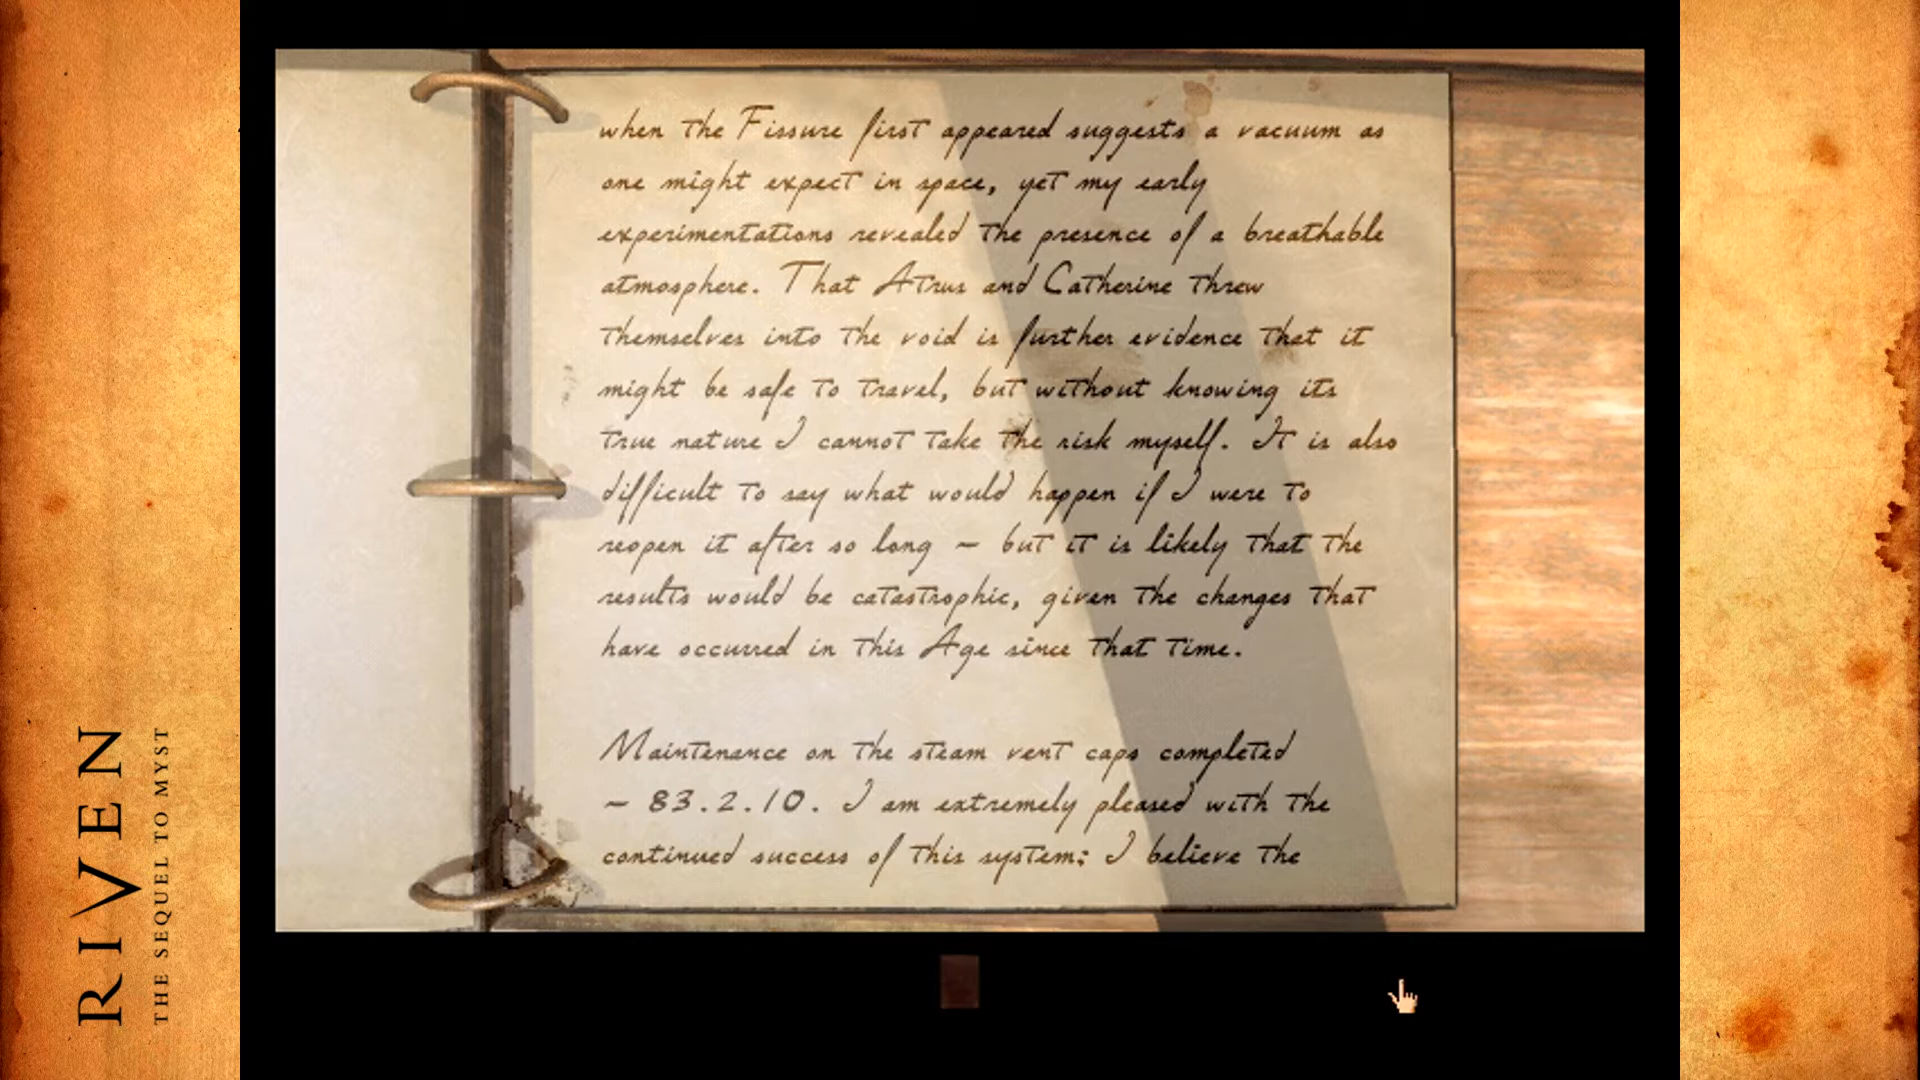 when the Fissure first appeared suggests a vacuum as
one might expect in space, yet my early
experimentations revealed the presence of a breathable
atmosphere. That Atrus and Catherine threw
themselves into the void is further evidence that it
might be safe to travel, but without knowing its
true nature I cannot take the risk myself. It is also
difficult to say what would happen if I were to
reopen it after so long – but it is likely that the
results would be catastrophic, given the changes that
have occurred in this Age since that time.
Maintenance on the steam vent caps completed
– 83.2.10. I am extremely pleased with the
continued success of this system; I believe the
RIVEN
THE SEQUEL TO MYST